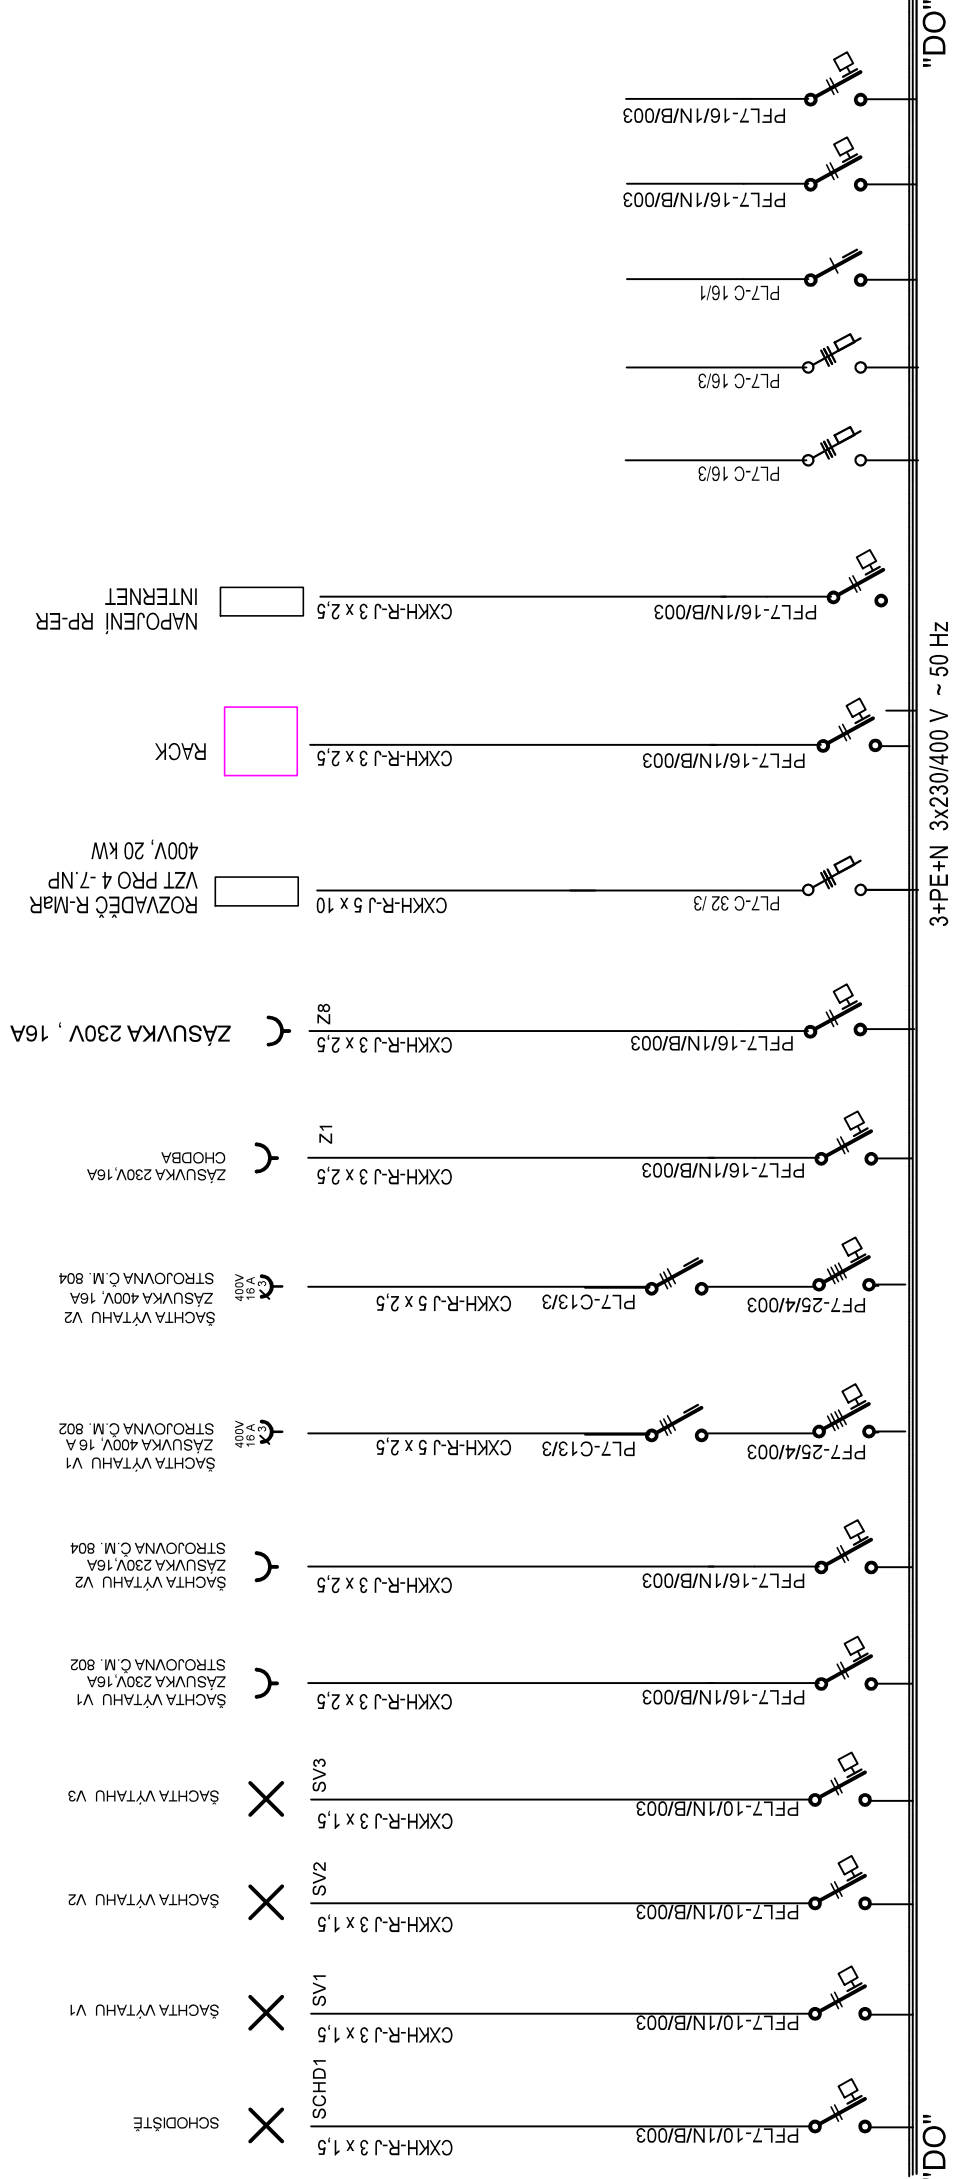 "DO"
PFL7-16/1N/B/003
PFL7-16/1N/B/003
PL7-C 16/1
PL7-C 16/3
PL7-C 16/3
NAPOJENÍ RP-ER
INTERNET
CXKH-R-J 3 x 2,5
PFL7-16/1N/B/003
RACK
CXKH-R-J 3 x 2,5
PFL7-16/1N/B/003
3+PE+N 3x230/400 V ~ 50 Hz
ROZVADĚČ R-MaR
VZT PRO 4 -7.NP
400V, 20 kW
CXKH-R-J 5 x 10
PL7-C 32 /3
ZÁSUVKA 230V , 16A
Z8
CXKH-R-J 3 x 2,5
PFL7-16/1N/B/003
ZÁSUVKA 230V,16A
CHODBA
Z1
CXKH-R-J 3 x 2,5
PFL7-16/1N/B/003
ŠACHTA VÝTAHU V2
ZÁSUVKA 400V, 16A
STROJOVNA Č.M. 804
400V
16 A
3
CXKH-R-J 5 x 2,5
PL7-C13/3
PF7-25/4/003
ŠACHTA VÝTAHU V1
ZÁSUVKA 400V, 16 A
STROJOVNA Č.M. 802
400V
16 A
3
CXKH-R-J 5 x 2,5
PL7-C13/3
PF7-25/4/003
ŠACHTA VÝTAHU V2
ZÁSUVKA 230V,16A
STROJOVNA Č.M. 804
CXKH-R-J 3 x 2,5
PFL7-16/1N/B/003
ŠACHTA VÝTAHU V1
ZÁSUVKA 230V,16A
STROJOVNA Č.M. 802
CXKH-R-J 3 x 2,5
PFL7-16/1N/B/003
ŠACHTA VÝTAHU V3
SV3
CXKH-R-J 3 x 1,5
PFL7-10/1N/B/003
ŠACHTA VÝTAHU V2
SV2
CXKH-R-J 3 x 1,5
PFL7-10/1N/B/003
ŠACHTA VÝTAHU V1
SV1
CXKH-R-J 3 x 1,5
PFL7-10/1N/B/003
SCHODIŠTĚ
SCHD1
CXKH-R-J 3 x 1,5
PFL7-10/1N/B/003
"DO"